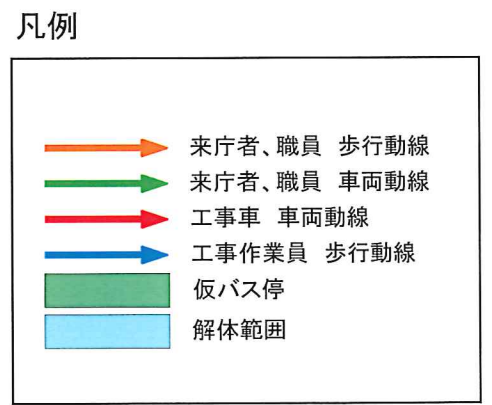 凡例
来庁者、職員　歩行動線
来庁者、職員　車両動線
工事車　車両動線
工事作業員　歩行動線
仮バス停
解体範囲